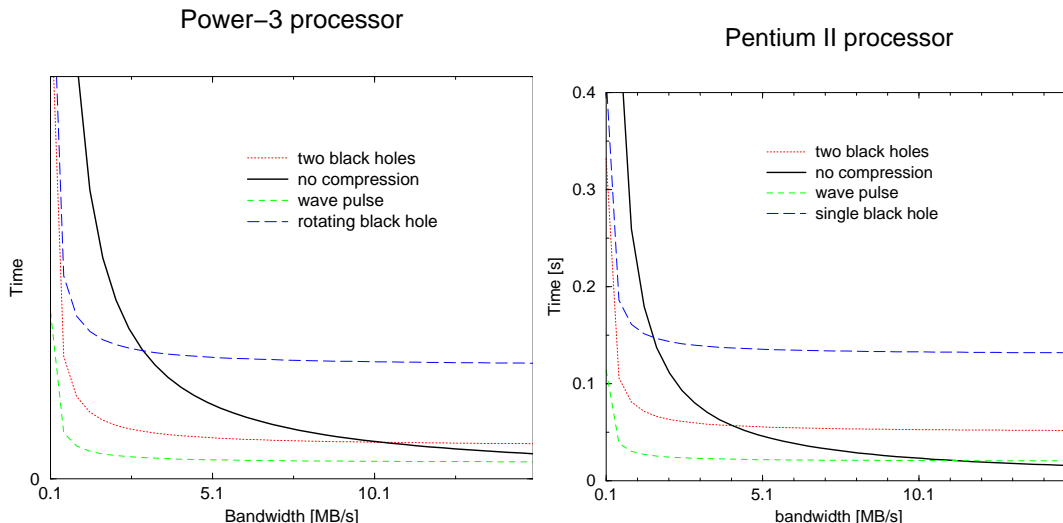 Power−3 processor
Time
two black holes
no compression
wave pulse
rotating black hole
0
0.1
5.1
10.1
Bandwidth [MB/s]
Pentium II processor
Time [s]
0.4
0.3
0.2
0.1
0
two black holes
no compression
wave pulse
single black hole
0.1
5.1
10.1
bandwidth [MB/s]